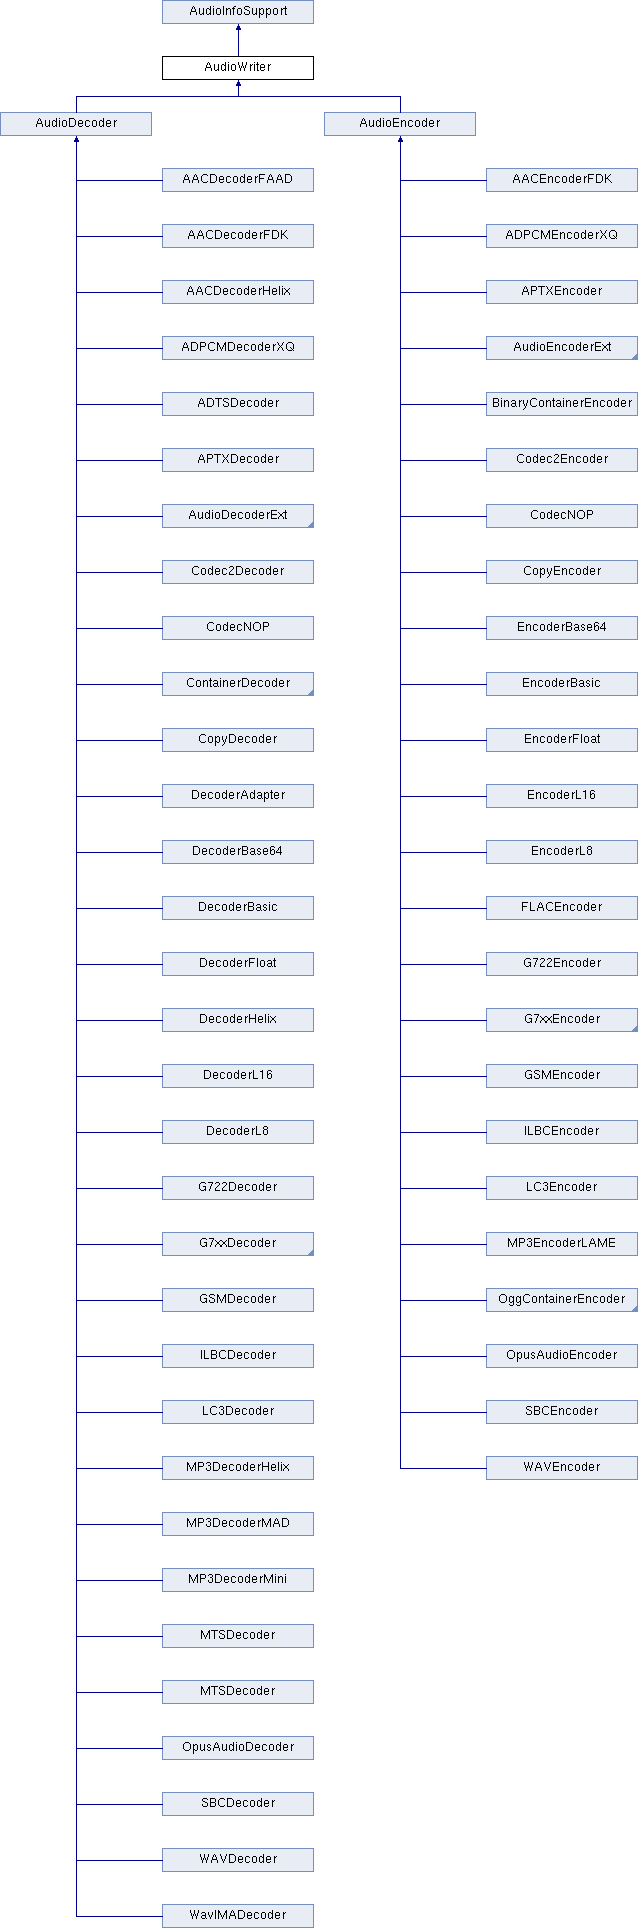 AudioInfoSupport
AudioWriter
AudioDecoder
AudioEncoder
AACDecoderFAAD
AACEncoderFDK
AACDecoderFDK
ADPCMEncoderXQ
AACDecoderHelix
APTXEncoder
ADPCMDecoderXQ
AudioEncoderExt
ADTSDecoder
BinaryContainerEncoder
APTXDecoder
Codec2Encoder
AudioDecoderExt
CodecNOP
Codec2Decoder
CopyEncoder
CodecNOP
EncoderBase64
ContainerDecoder
EncoderBasic
CopyDecoder
EncoderFloat
DecoderAdapter
EncoderL16
DecoderBase64
EncoderL8
DecoderBasic
FLACEncoder
DecoderFloat
G722Encoder
DecoderHelix
G7xxEncoder
DecoderL16
GSMEncoder
DecoderL8
ILBCEncoder
G722Decoder
LC3Encoder
G7xxDecoder
MP3EncoderLAME
GSMDecoder
OggContainerEncoder
ILBCDecoder
OpusAudioEncoder
LC3Decoder
SBCEncoder
MP3DecoderHelix
WAVEncoder
MP3DecoderMAD
MP3DecoderMini
MTSDecoder
MTSDecoder
OpusAudioDecoder
SBCDecoder
WAVDecoder
WavIMADecoder